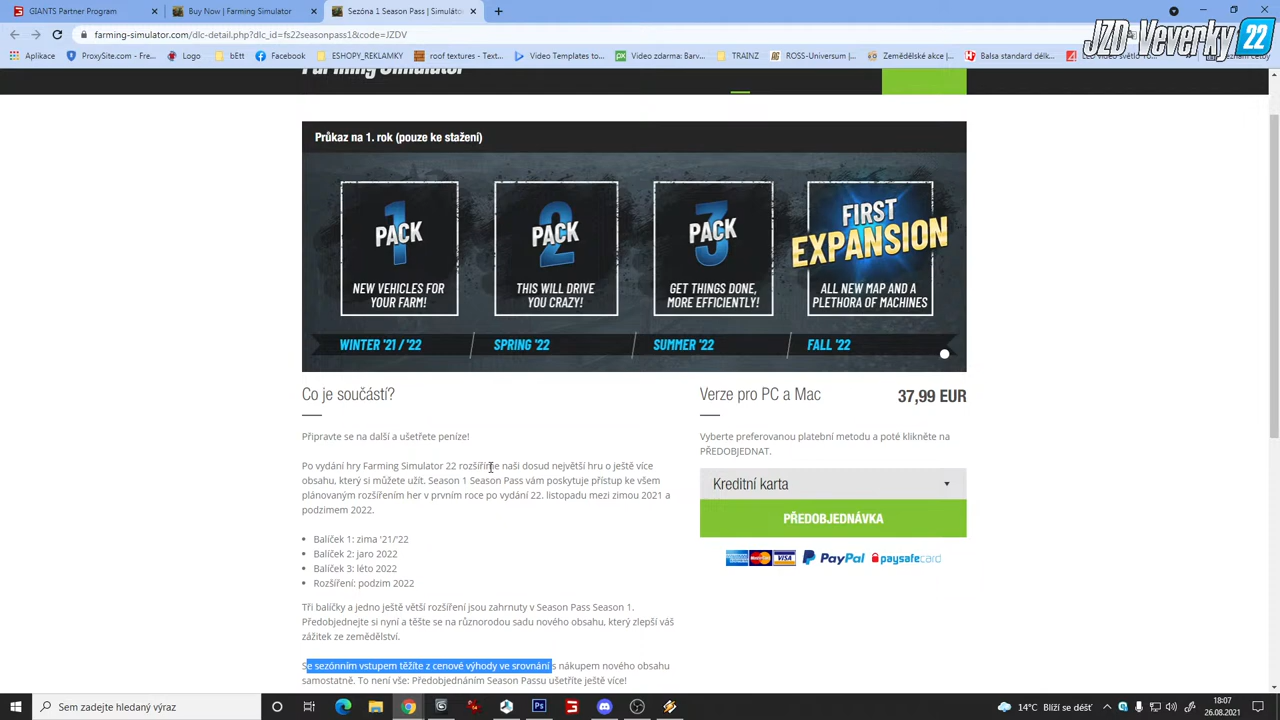 GIANTS Partner Program
Buy Now | Farming Simulator
Sezóna 1 Season Pass | Simuláto
farming-simulator.com/dlc-detail.php?dlc_id=fs22seasonpass1&code=JZDV
JZD-Veverky 22
Aplikace
ProxySite.com - Fre...
Logo
bEtt
Facebook
ESHOPY_REKLAMKY
roof textures - Text...
Video Templates to...
Video zdarma: Barv...
TRAINZ
ROSS-Universum |...
Zemědělské akce |...
Balsa standard délk...
Farming Simulator
Průkaz na 1. rok (pouze ke stažení)
1 PACK
NEW VEHICLES FOR
YOUR FARM!
2 PACK
THIS WILL DRIVE
YOU CRAZY!
3 PACK
GET THINGS DONE,
MORE EFFICIENTLY!
FIRST
EXPANSION
ALL NEW MAP AND A
PLETHORA OF MACHINES
WINTER '21 / '22
SPRING '22
SUMMER '22
FALL '22
Co je součástí?
Připravte se na další a ušetřete peníze!
Po vydání hry Farming Simulator 22 rozšíříme naši dosud největší hru o ještě více
obsahu, který si můžete užít. Season 1 Season Pass vám poskytuje přístup ke všem
plánovaným rozšířením her v prvním roce po vydání 22. listopadu mezi zimou 2021 a
podzimem 2022.
Balíček 1: zima '21/'22
Balíček 2: jaro 2022
Balíček 3: léto 2022
Rozšíření: podzim 2022
Tři balíčky a jedno ještě větší rozšíření jsou zahrnuty v Season Pass Season 1.
Předobjednejte si nyní a těšte se na různorodou sadu nového obsahu, který zlepší váš
zážitek ze zemědělství.
Se sezónním vstupem těžíte z cenové výhody ve srovnání s nákupem nového obsahu
samostatně. To není vše: Předobjednáním Season Passu ušetříte ještě více!
Verze pro PC a Mac
37,99 EUR
Vyberte preferovanou platební metodu a poté klikněte na
PŘEDOBJEDNAT.
Kreditní karta
PŘEDOBJEDNÁVKA
VISA
PayPal
paysafecard
Sem zadejte hledaný výraz
14°C Blíží se déšť
18:07
26.08.2021